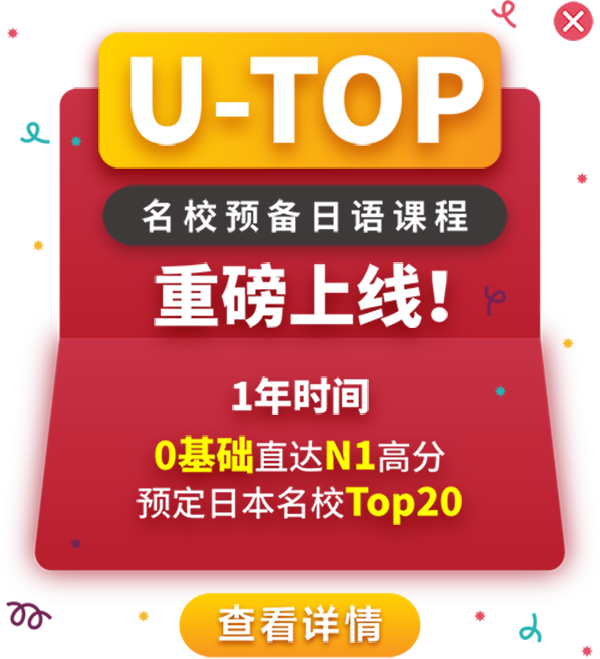 U-TOP
名校预备日语课程
重磅上线！
1年时间
0基础直达N1高分
预定日本名校Top20
查看详情